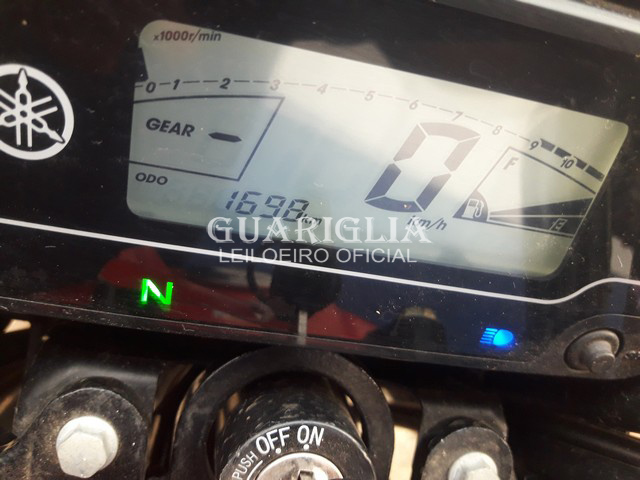 x1000r/min
0 1 2 3 4 5 6 7 8 9 10
GEAR -
F
ODO
1698 km
0
km/h
E
GUARIGLIA
LEILOEIRO OFICIAL
N
PUSH OFF ON